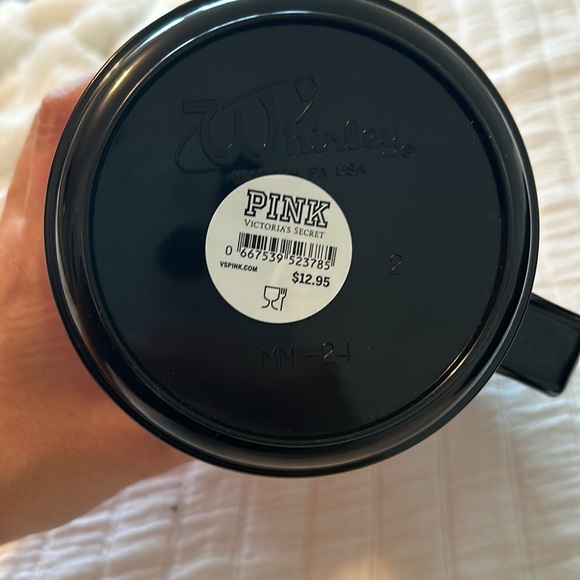 Whirley®
PA USA
PINK
VICTORIA'S SECRET
0 667539 523785
VSPINK.COM
$12.95
2
MM-24